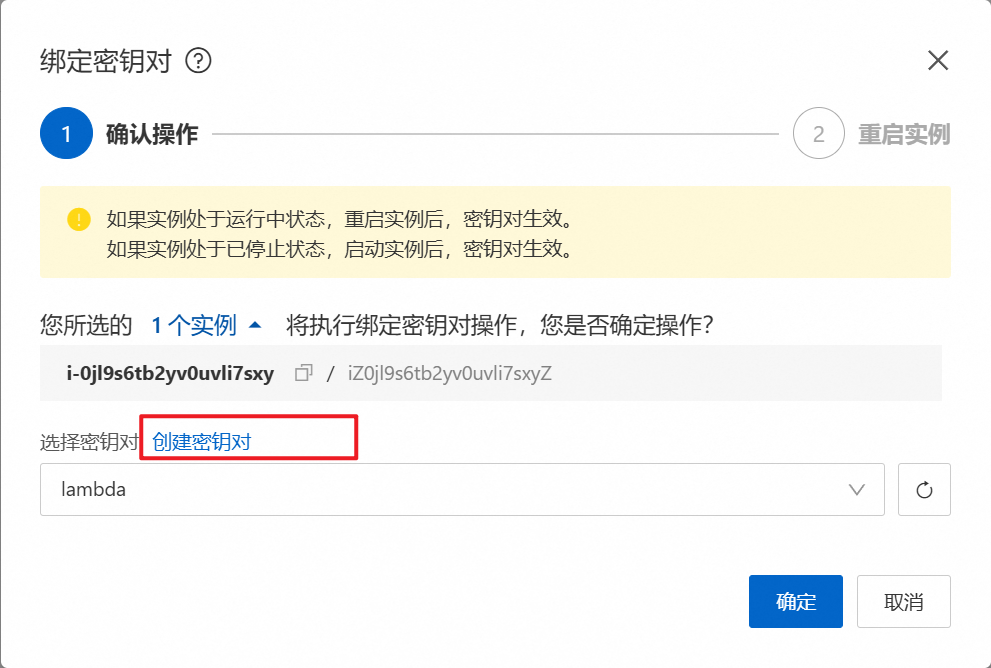 绑定密钥对 ?
1 确认操作 2 重启实例
! 如果实例处于运行中状态，重启实例后，密钥对生效。
如果实例处于已停止状态，启动实例后，密钥对生效。
您所选的 1 个实例 将执行绑定密钥对操作，您是否确定操作？
i-0jl9s6tb2yv0uvli7sxy / iZ0jl9s6tb2yv0uvli7sxyZ
选择密钥对 创建密钥对
lambda
确定 取消